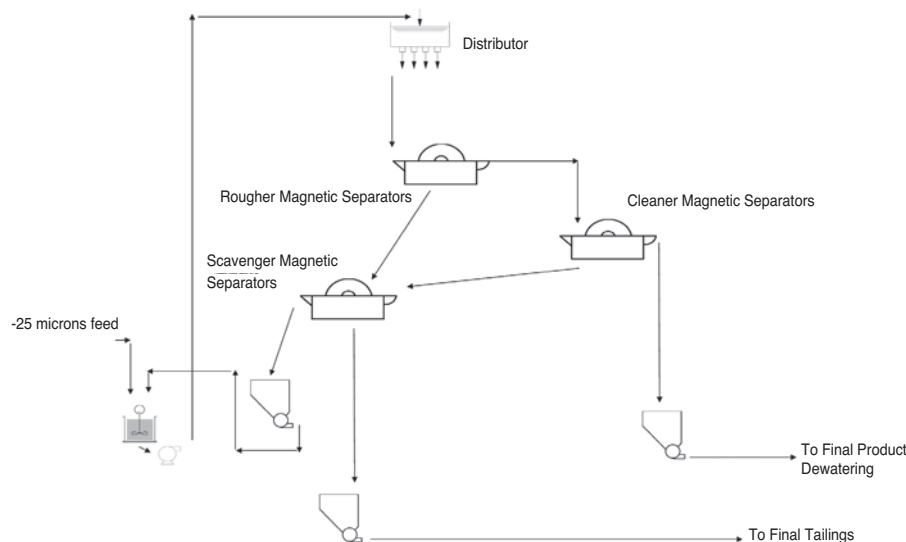 Distributor
Rougher Magnetic Separators
Cleaner Magnetic Separators
Scavenger Magnetic
Separators
-25 microns feed
To Final Product
Dewatering
To Final Tailings